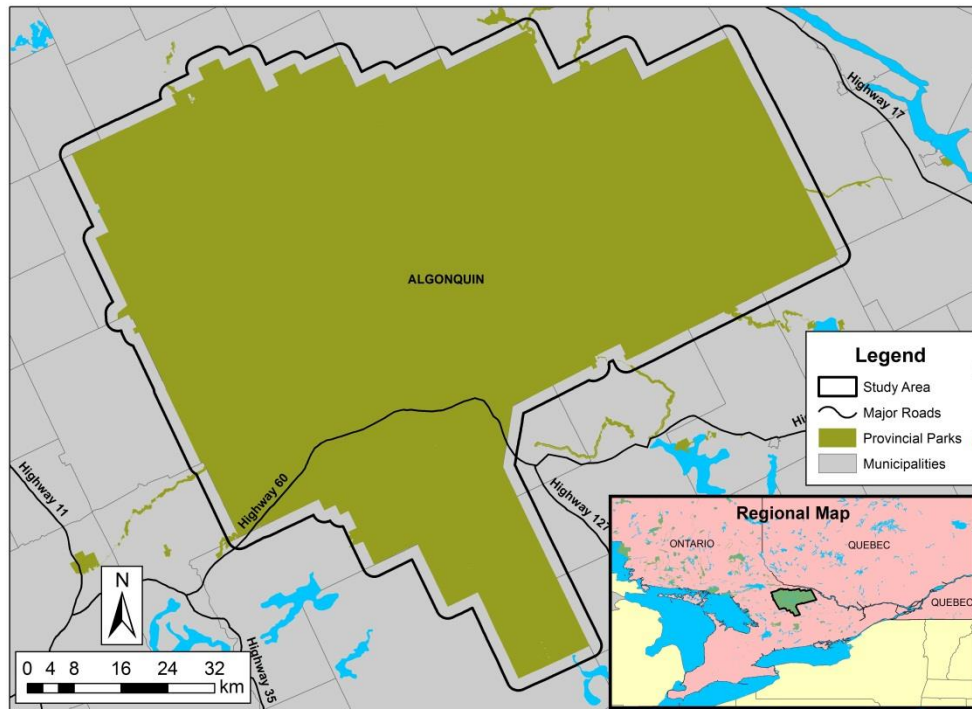 Highway 17
ALGONQUIN
Legend
Study Area
Major Roads
Provincial Parks
Municipalities
Highway 60
Highway 11
Highway 127
Regional Map
ONTARIO
QUEBEC
QUEBEC
N
0 4 8 16 24 32
km
Highway 35